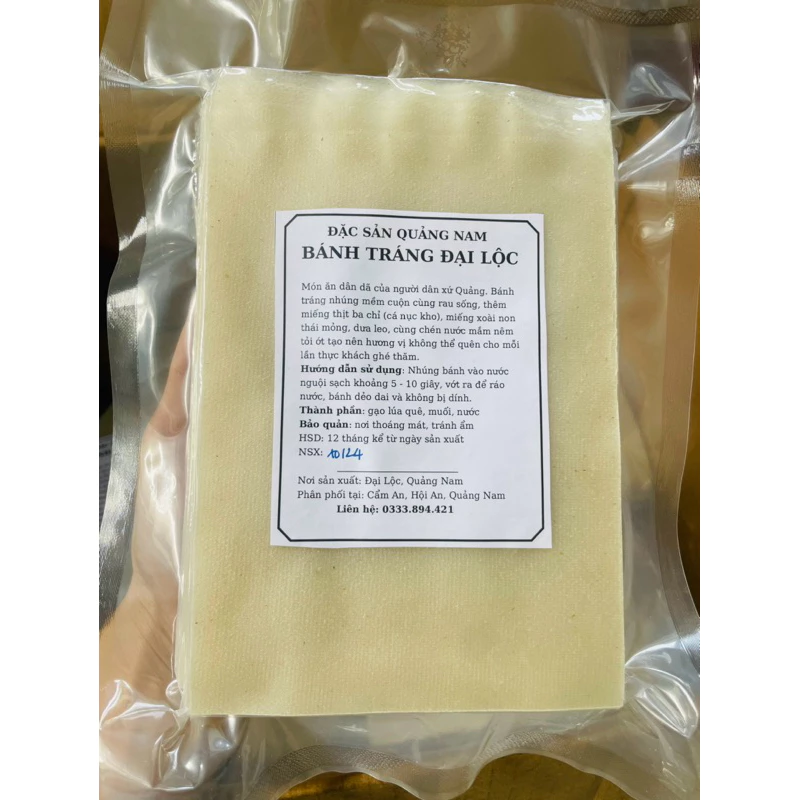 ĐẶC SẢN QUẢNG NAM
BÁNH TRÁNG ĐẠI LỘC
Món ăn dân dã của người dân xứ Quảng. Bánh
tráng nhúng mềm cuộn cùng rau sống, thêm
miếng thịt ba chỉ (cá nục kho), miếng xoài non
thái mỏng, dưa leo, cùng chén nước mắm nêm
tỏi ớt tạo nên hương vị không thể quên cho mỗi
lần thực khách ghé thăm.
Hướng dẫn sử dụng: Nhúng bánh vào nước
nguội sạch khoảng 5 - 10 giây, vớt ra để ráo
nước, bánh dẻo dai và không bị dính.
Thành phần: gạo lúa quê, muối, nước
Bảo quản: nơi thoáng mát, tránh ẩm
HSD: 12 tháng kể từ ngày sản xuất
NSX: 10/24
Nơi sản xuất: Đại Lộc, Quảng Nam
Phân phối tại: Cẩm An, Hội An, Quảng Nam
Liên hệ: 0333.894.421